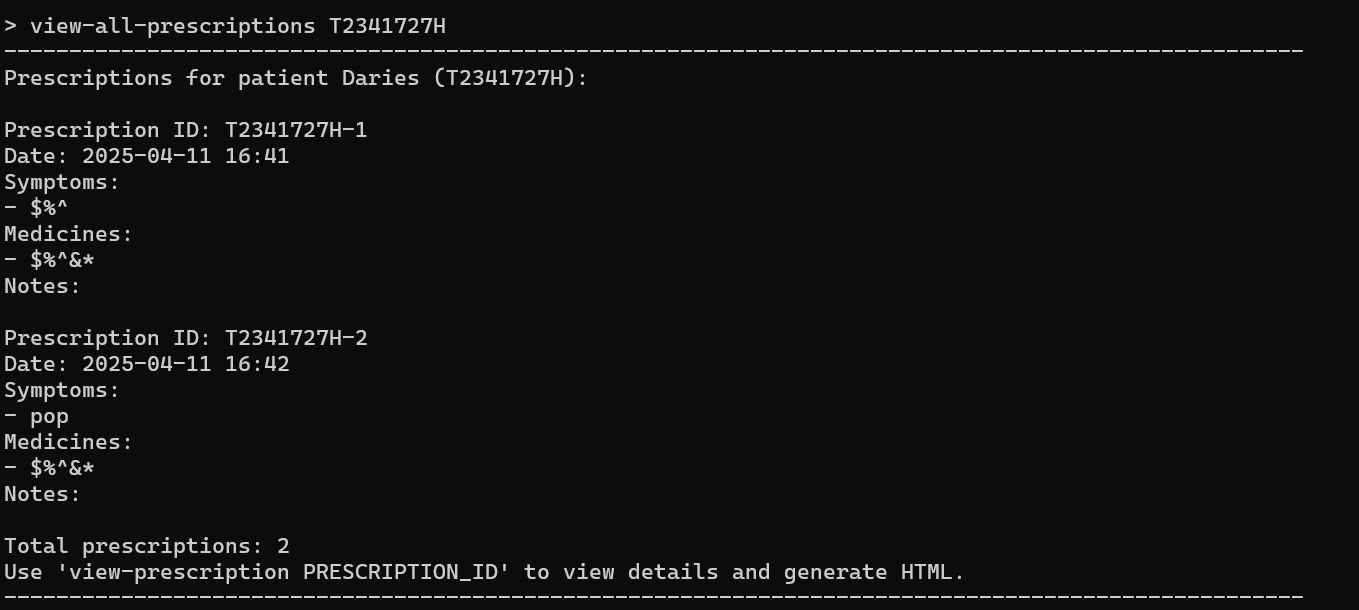 > view-all-prescriptions T2341727H
----------------------------------------------------------------------------------------------------
Prescriptions for patient Daries (T2341727H):
Prescription ID: T2341727H-1
Date: 2025-04-11 16:41
Symptoms:
- $%^
Medicines:
- $%^&*
Notes:
Prescription ID: T2341727H-2
Date: 2025-04-11 16:42
Symptoms:
- pop
Medicines:
- $%^&*
Notes:
Total prescriptions: 2
Use 'view-prescription PRESCRIPTION_ID' to view details and generate HTML.
----------------------------------------------------------------------------------------------------